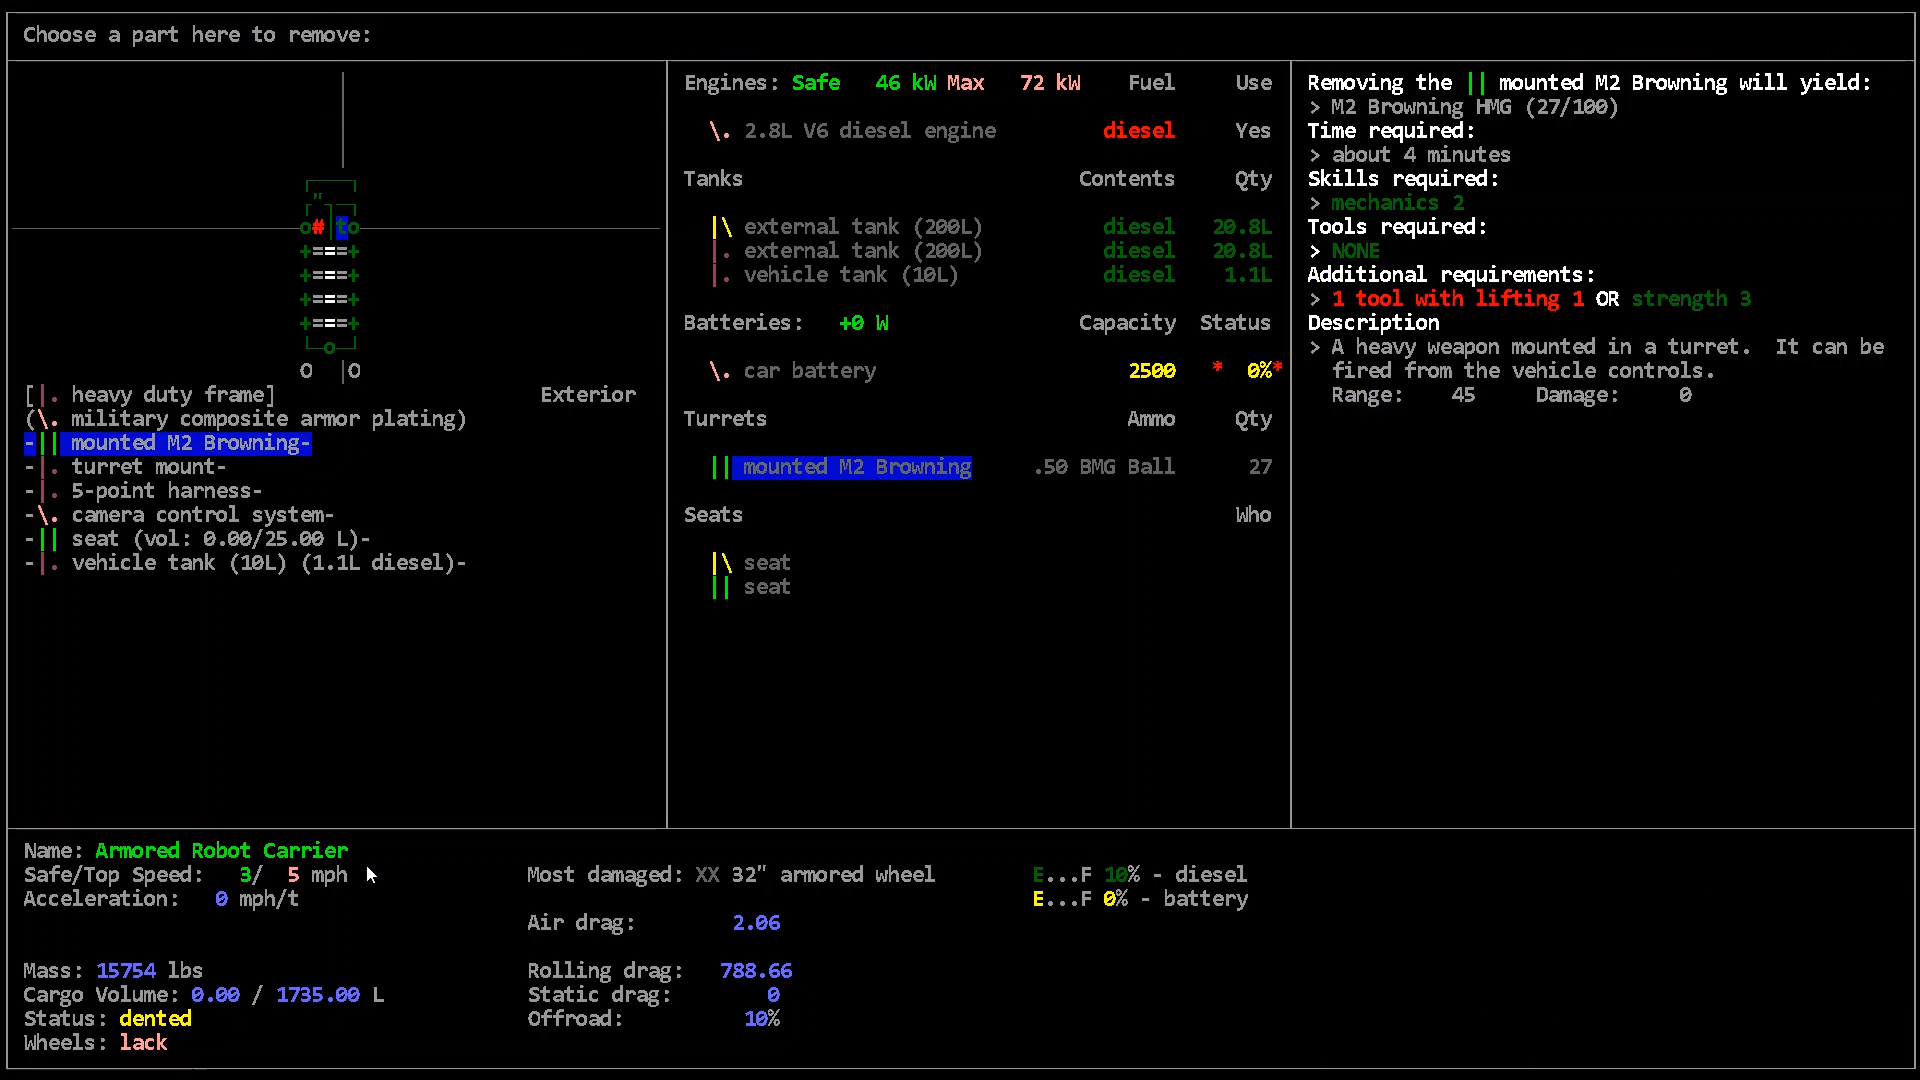 Choose a part here to remove:
[|. heavy duty frame] Exterior
(\. military composite armor plating)
-|| mounted M2 Browning-
-|. turret mount-
-|. 5-point harness-
-\. camera control system-
-|| seat (vol: 0.00/25.00 L)-
-|. vehicle tank (10L) (1.1L diesel)-
Engines: Safe 46 kW Max 72 kW Fuel Use
\. 2.8L V6 diesel engine diesel Yes
Tanks Contents Qty
|\ external tank (200L) diesel 20.8L
|. external tank (200L) diesel 20.8L
|. vehicle tank (10L) diesel 1.1L
Batteries: +0 W Capacity Status
\. car battery 2500 * 0%*
Turrets Ammo Qty
|| mounted M2 Browning .50 BMG Ball 27
Seats Who
|\ seat
|| seat
Removing the || mounted M2 Browning will yield:
> M2 Browning HMG (27/100)
Time required:
> about 4 minutes
Skills required:
> mechanics 2
Tools required:
> NONE
Additional requirements:
> 1 tool with lifting 1 OR strength 3
Description
> A heavy weapon mounted in a turret. It can be
fired from the vehicle controls.
Range: 45 Damage: 0
Name: Armored Robot Carrier
Safe/Top Speed: 3/ 5 mph
Acceleration: 0 mph/t
Mass: 15754 lbs
Cargo Volume: 0.00 / 1735.00 L
Status: dented
Wheels: lack
Most damaged: XX 32" armored wheel
Air drag: 2.06
Rolling drag: 788.66
Static drag: 0
Offroad: 10%
E...F 10% - diesel
E...F 0% - battery